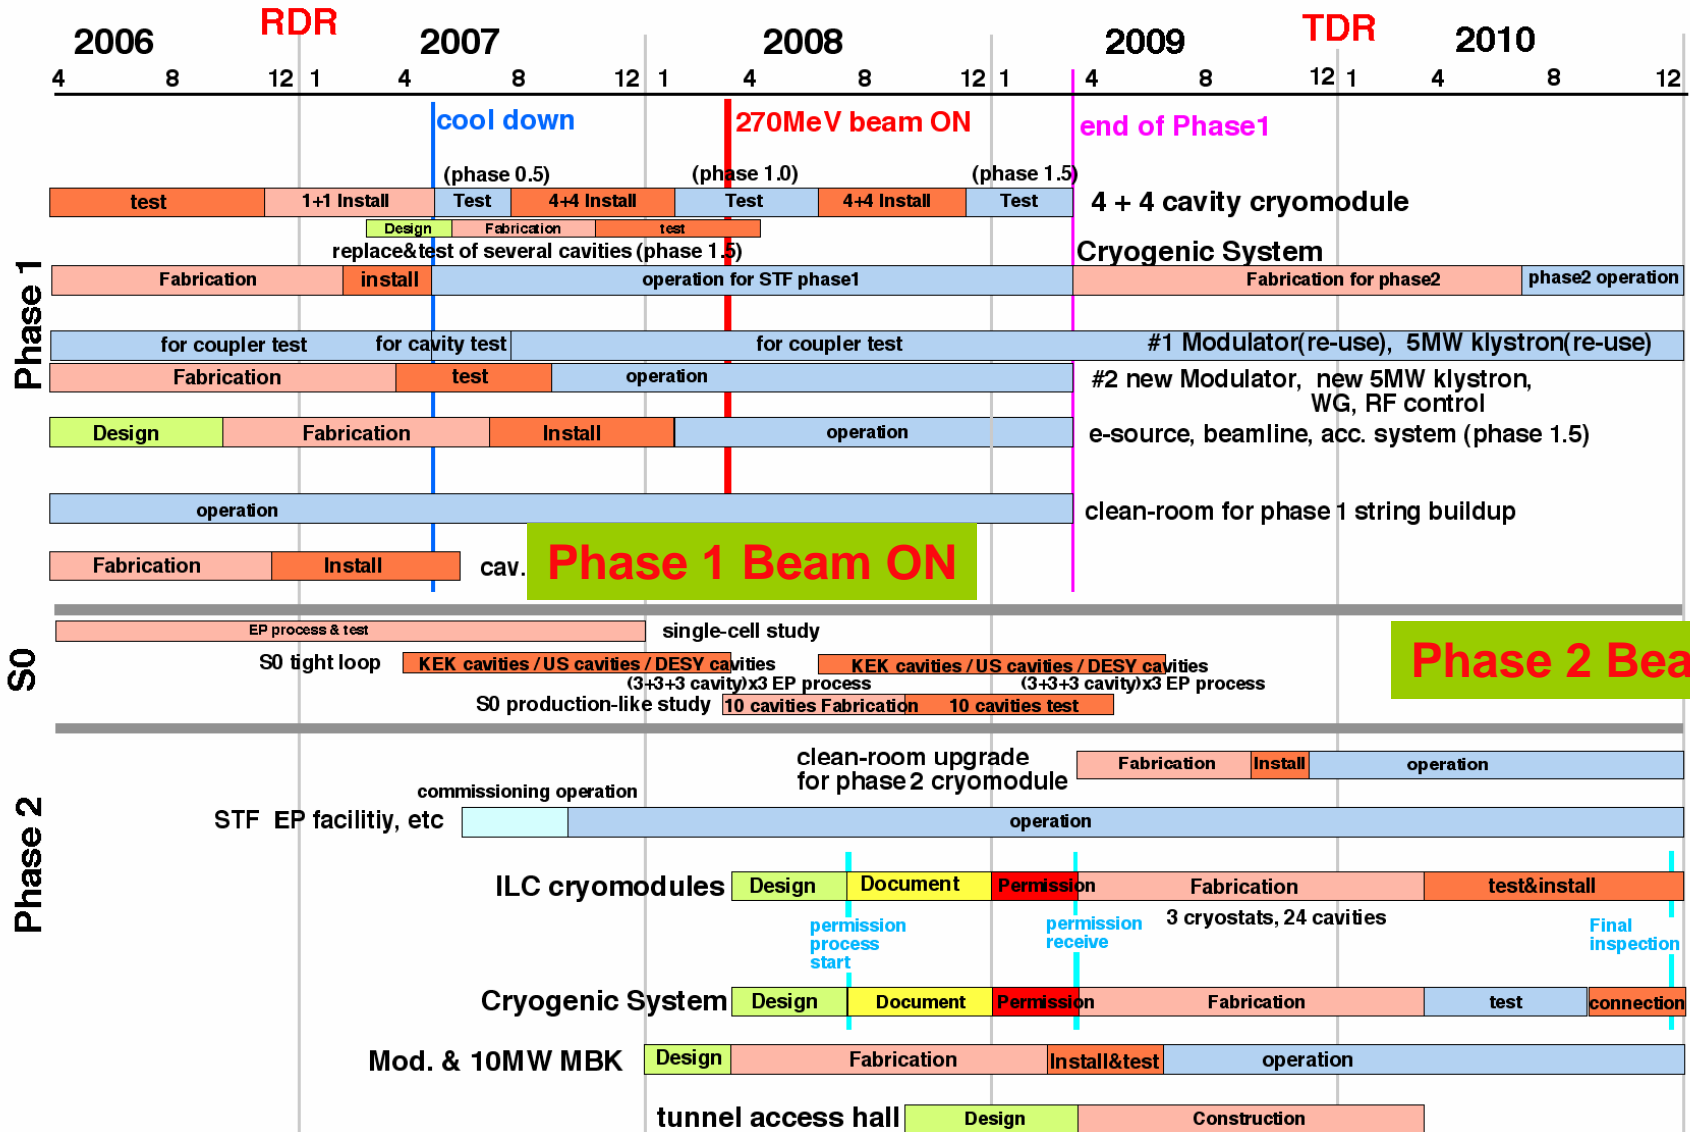 RDR TDR
2006 2007 2008 2009 2010
4 8 12 1 4 8 12 1 4 8 12 1 4 8 12 1 4 8 12
cool down 270MeV beam ON end of Phase1
(phase 0.5) (phase 1.0) (phase 1.5)
Phase 1
test 1+1 Install Test 4+4 Install Test 4+4 Install Test 4 + 4 cavity cryomodule
Design Fabrication test
replace&test of several cavities (phase 1.5) Cryogenic System
Fabrication install operation for STF phase1 Fabrication for phase2 phase2 operation
for coupler test for cavity test for coupler test #1 Modulator(re-use), 5MW klystron(re-use)
Fabrication test operation #2 new Modulator, new 5MW klystron,
WG, RF control
Design Fabrication Install operation e-source, beamline, acc. system (phase 1.5)
operation clean-room for phase 1 string buildup
Fabrication Install cav. Phase 1 Beam ON
S0
EP process & test single-cell study
S0 tight loop KEK cavities / US cavities / DESY cavities KEK cavities / US cavities / DESY cavities Phase 2 Bea
(3+3+3 cavity)x3 EP process (3+3+3 cavity)x3 EP process
S0 production-like study 10 cavities Fabrication 10 cavities test
Phase 2
clean-room upgrade
for phase 2 cryomodule Fabrication Install operation
commissioning operation
STF EP facilitiy, etc operation
ILC cryomodules Design Document Permission Fabrication test&install
3 cryostats, 24 cavities
permission
process
start
permission
receive
Final
inspection
Cryogenic System Design Document Permission Fabrication test connection
Mod. & 10MW MBK Design Fabrication Install&test operation
tunnel access hall Design Construction